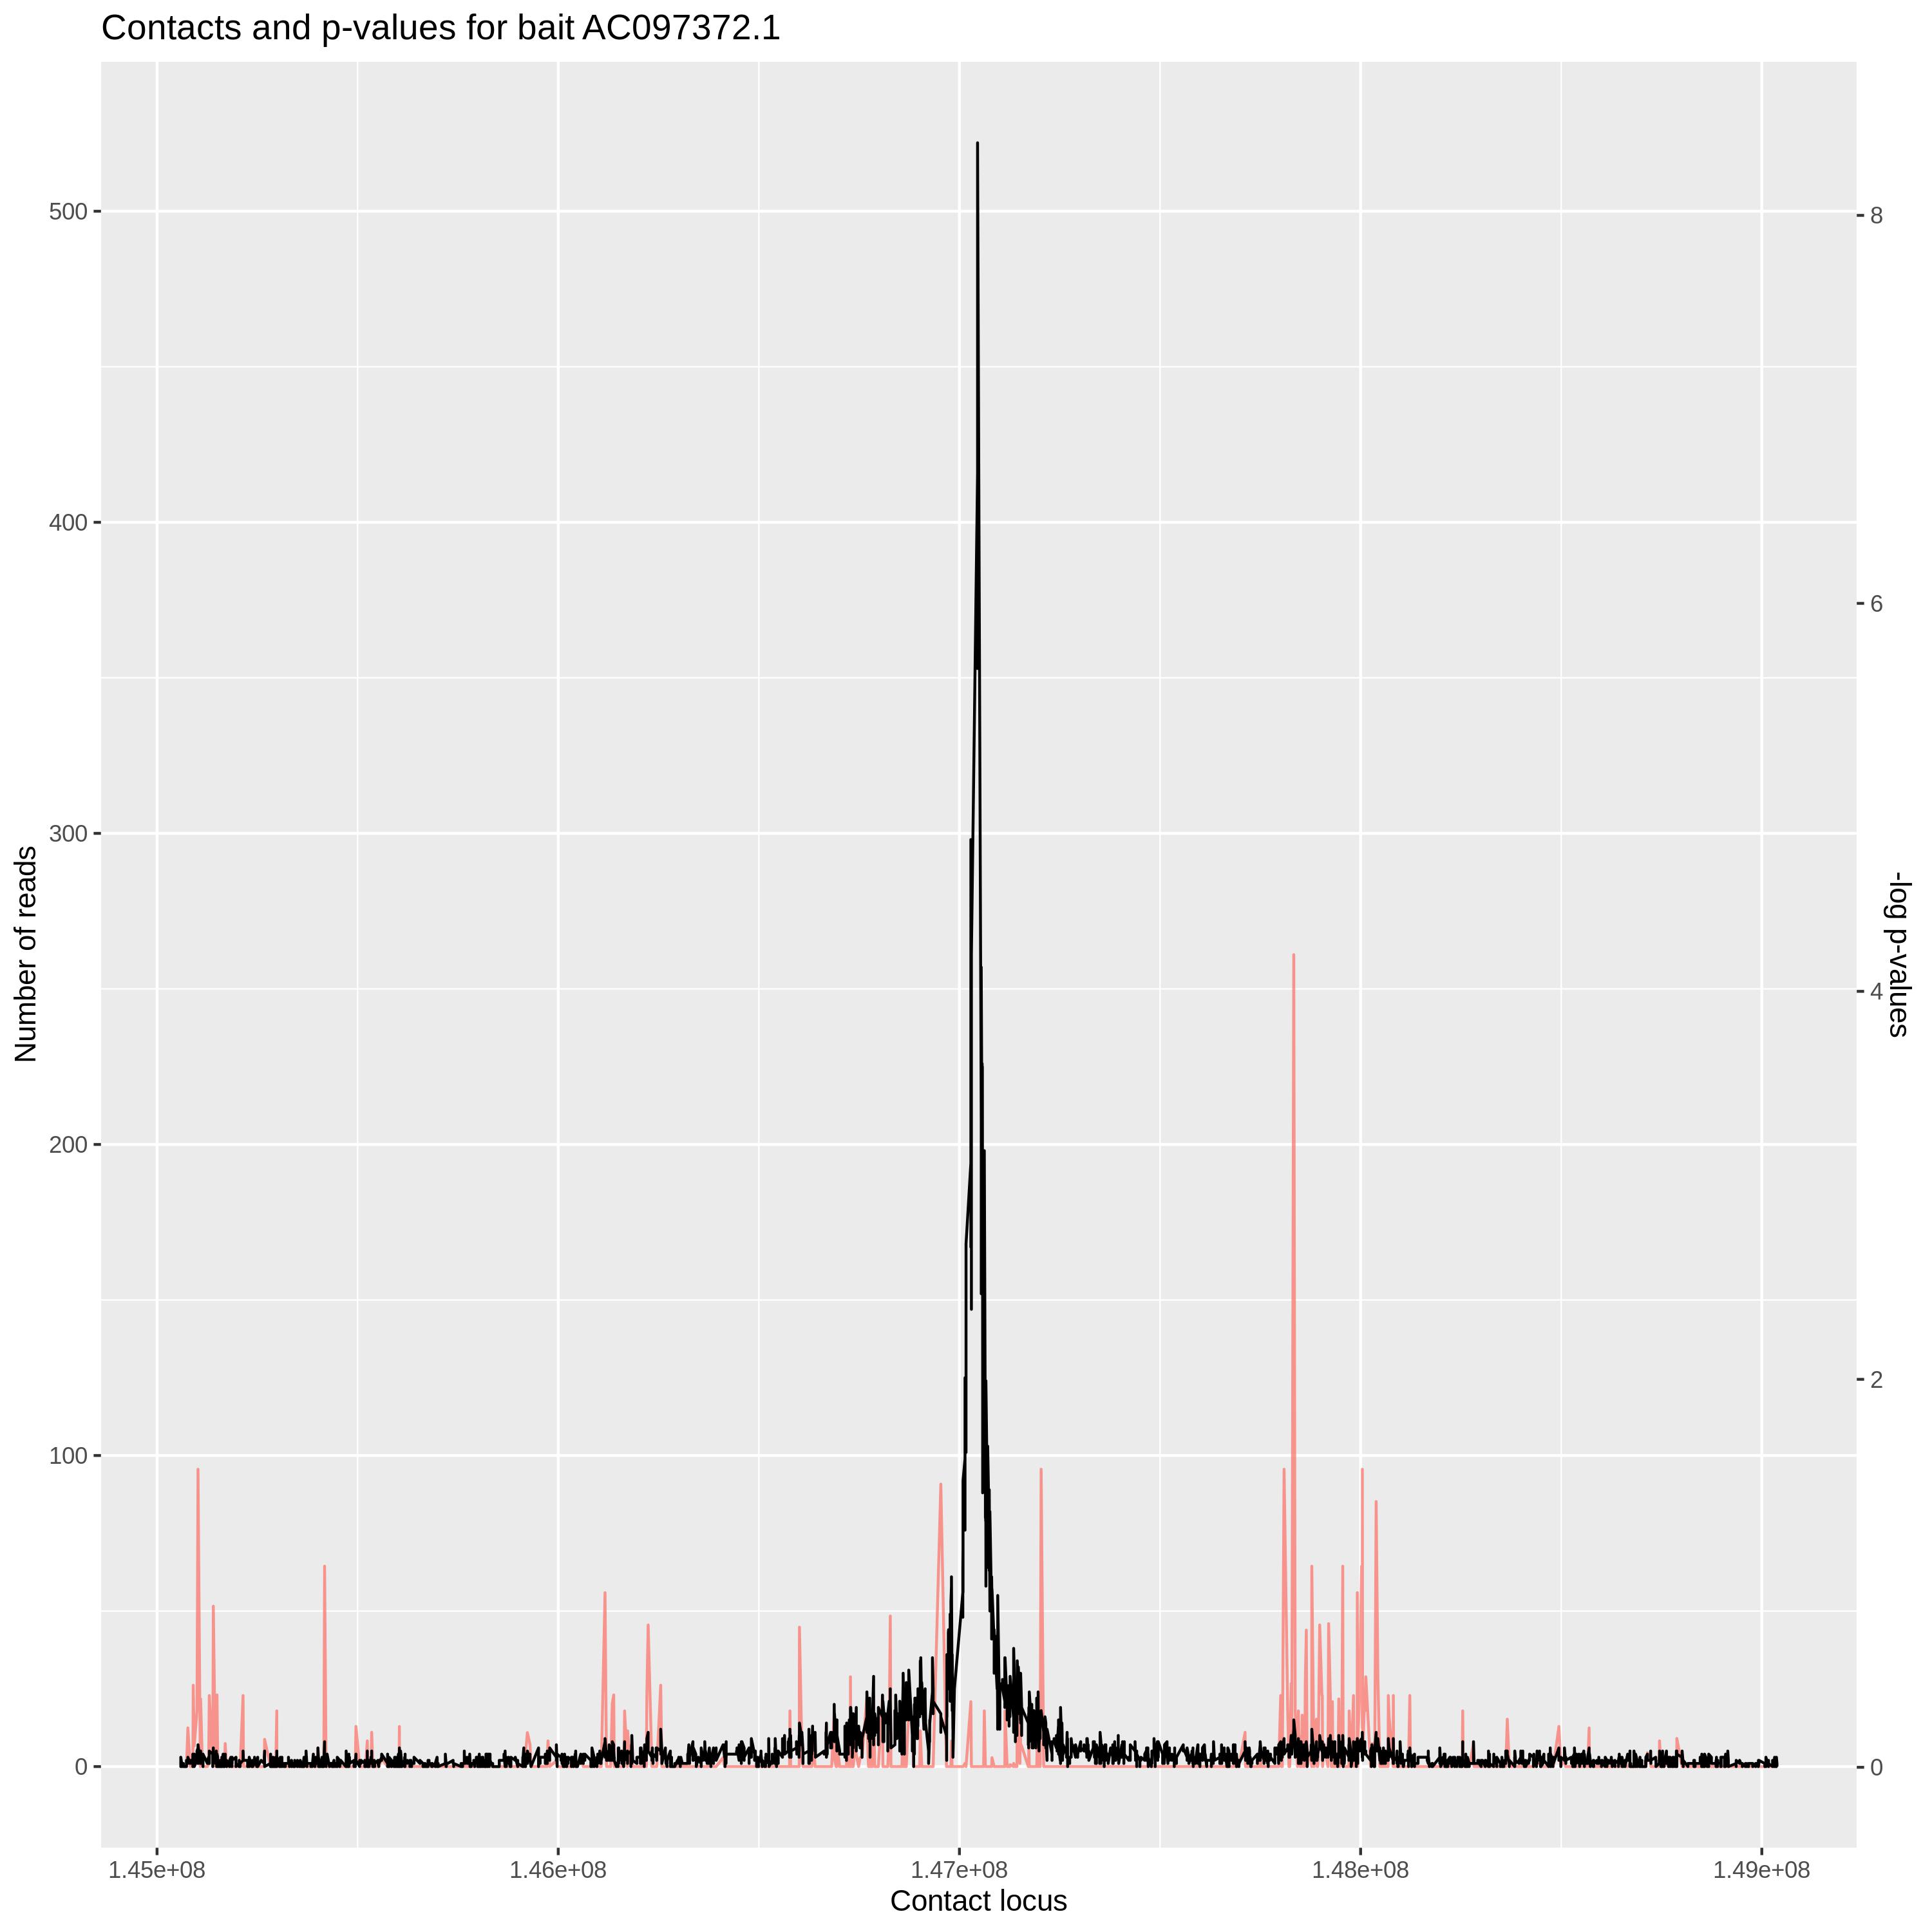 Contacts and p-values for bait AC097372.1
500
400
300
200
100
0
Number of reads
8
6
4
2
0
-log p-values
1.45e+08 1.46e+08 1.47e+08 1.48e+08 1.49e+08
Contact locus